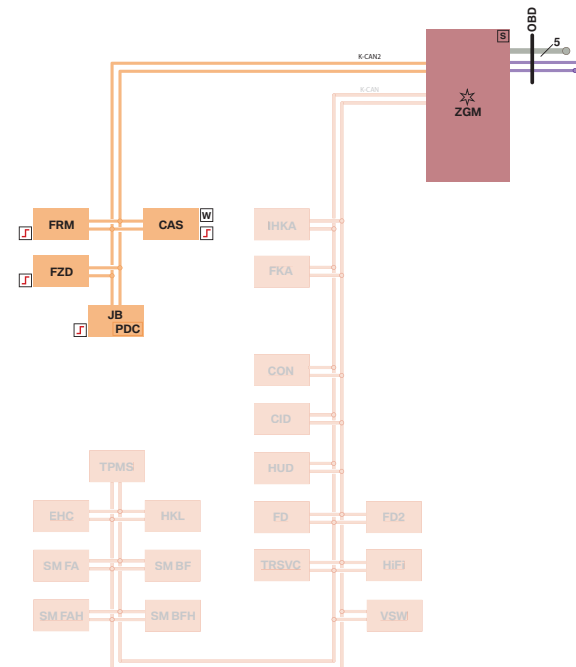 OBD
S
5
K-CAN2
ZGM
K-CAN
FRM
CAS
W
IHKA
FZD
FKA
JB
PDC
CON
CID
TPMS
HUD
EHC
HKL
FD
FD2
SM FA
SM BF
TRSVC
HiFi
SM FAH
SM BFH
VSW